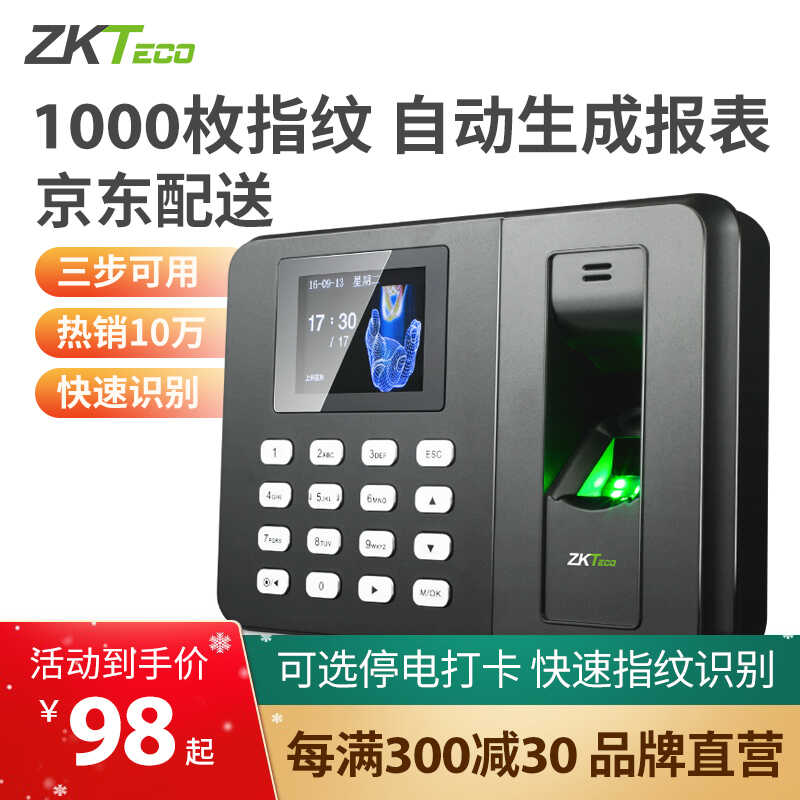 ZKTECO
1000枚指纹 自动生成报表
京东配送
三步可用
热销10万
快速识别
16-09-13 星期二
17:30
/17
1 2ABC 3DEF ESC
4GHI 5JKL 6MNO ▲
7PQRS 8TUV 9WXYZ ▼
0 ▶ M/OK
ZKTECO
活动到手价
¥98起
可选停电打卡 快速指纹识别
每满300减30 品牌直营